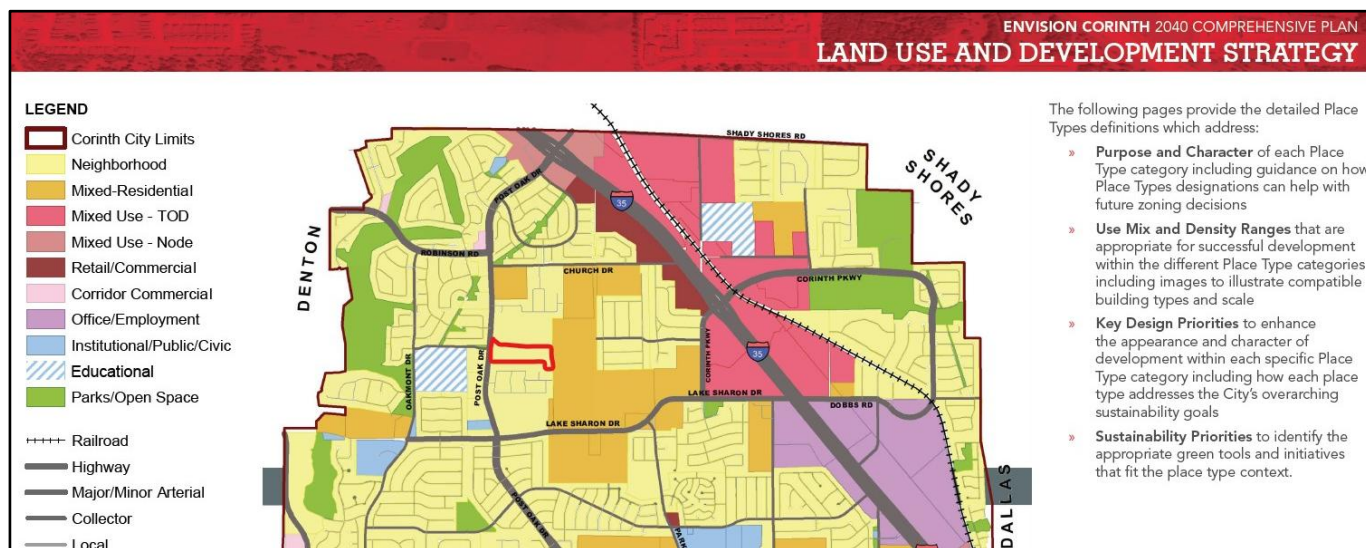 ENVISION CORINTH 2040 COMPREHENSIVE PLAN
LAND USE AND DEVELOPMENT STRATEGY
LEGEND
Corinth City Limits
Neighborhood
Mixed-Residential
Mixed Use - TOD
Mixed Use - Node
Retail/Commercial
Corridor Commercial
Office/Employment
Institutional/Public/Civic
Educational
Parks/Open Space
Railroad
Highway
Major/Minor Arterial
Collector
Local
SHADY SHORES RD
SHADY
SHORES
POST OAK DR
35
DENTON
ROBINSON RD
CHURCH DR
CORINTH PKWY
OAKMONT DR
POST OAK DR
CORINTH PKWY
35
LAKE SHARON DR
DOBBS RD
LAKE SHARON DR
POST OAK DR
PARK
DALLAS
The following pages provide the detailed Place
Types definitions which address:
» Purpose and Character of each Place
Type category including guidance on how
Place Types designations can help with
future zoning decisions
» Use Mix and Density Ranges that are
appropriate for successful development
within the different Place Type categories
including images to illustrate compatible
building types and scale
» Key Design Priorities to enhance
the appearance and character of
development within each specific Place
Type category including how each place
type addresses the City's overarching
sustainability goals
» Sustainability Priorities to identify the
appropriate green tools and initiatives
that fit the place type context.